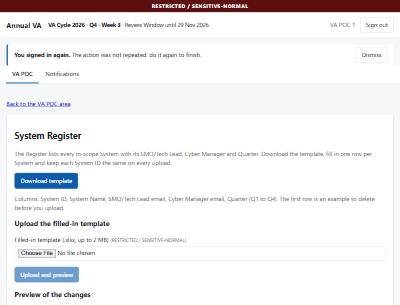 RESTRICTED / SENSITIVE-NORMAL
Annual VA VA Cycle 2026 · Q4 · Week 3 · Review Window until 29 Nov 2026 VA POC 1 Sign out
You signed in again. The action was not repeated: do it again to finish. Dismiss
VA POC Notifications
Back to the VA POC area
System Register
The Register lists every in-scope System with its SMO/Tech Lead, Cyber Manager and Quarter. Download the template, fill in one row per
System and keep each System ID the same on every upload.
Download template
Columns: System ID, System Name, SMO/Tech Lead email, Cyber Manager email, Quarter (Q1 to Q4). The first row is an example to delete
before you upload.
Upload the filled-in template
Filled-in template (.xlsx, up to 2 MB) (RESTRICTED / SENSITIVE-NORMAL)
Choose File No file chosen
Upload and preview
Preview of the changes